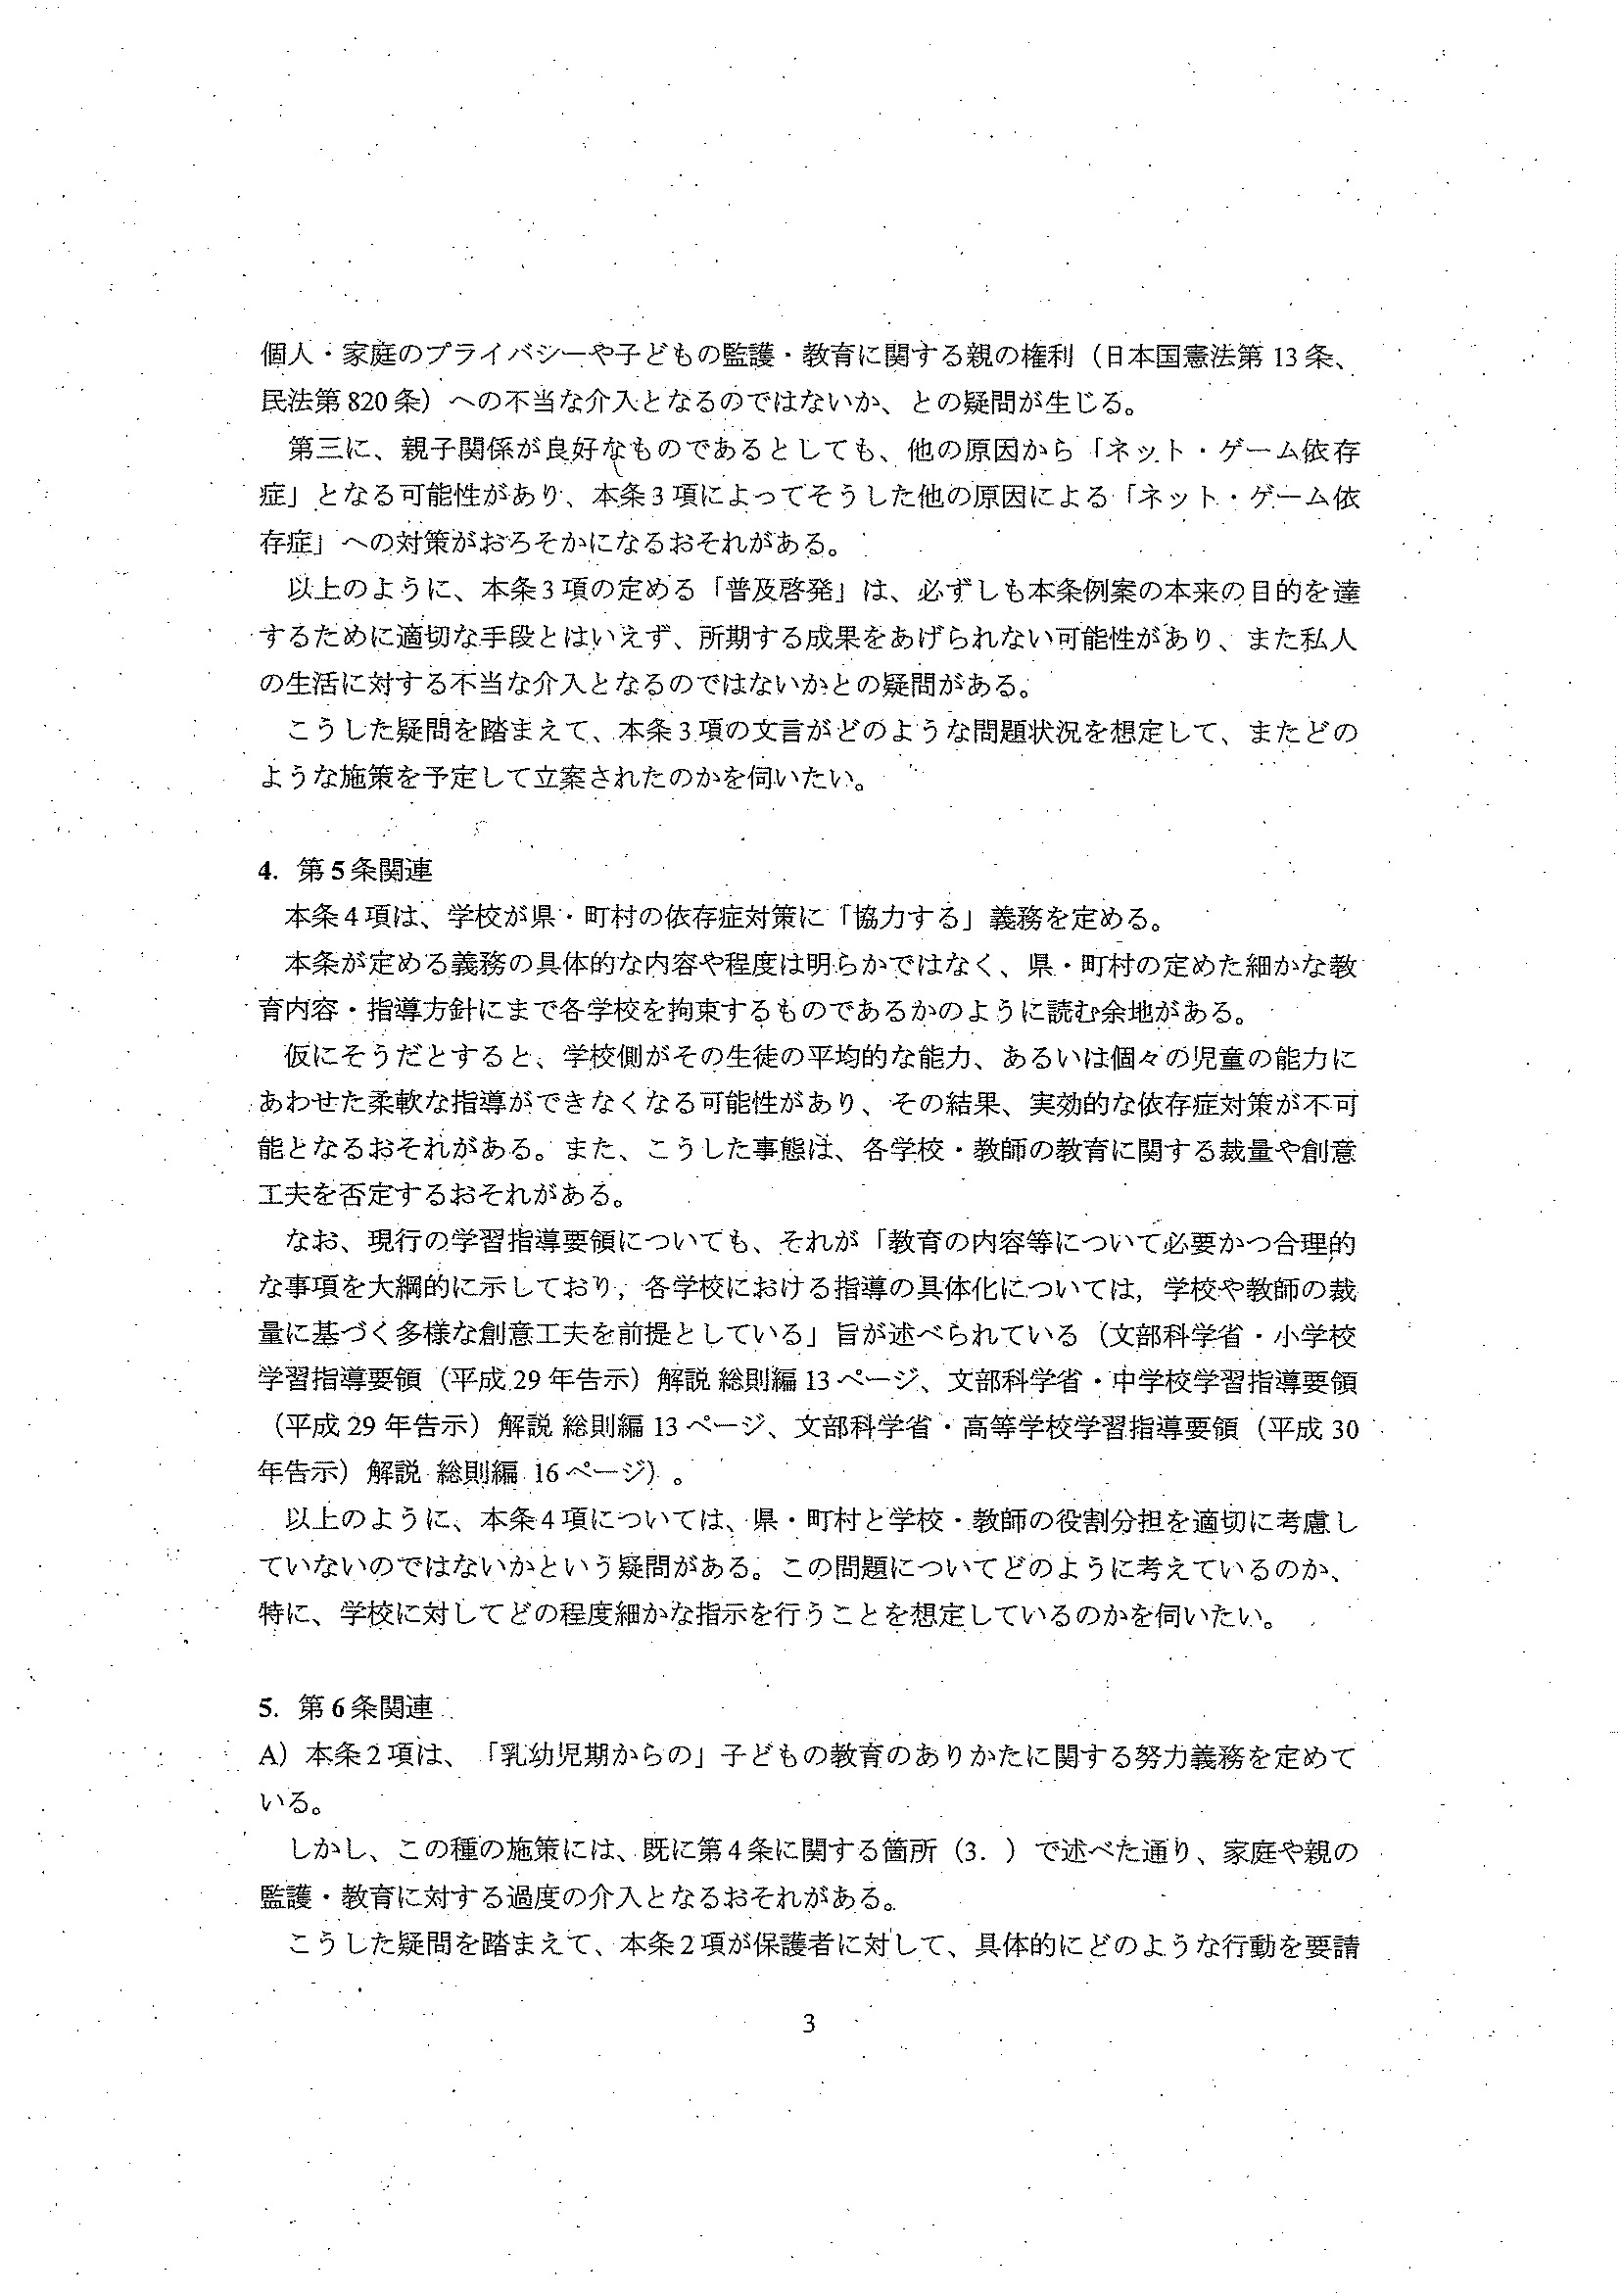 個人・家庭のプライバシーや子どもの監護・教育に関する親の権利（日本国憲法第 13 条、
民法第 820 条）への不当な介入となるのではないか、との疑問が生じる。
第三に、親子関係が良好なものであるとしても、他の原因から「ネット・ゲーム依存
症」となる可能性があり、本条 3 項によってそうした他の原因による「ネット・ゲーム依
存症」への対策がおろそかになるおそれがある。
以上のように、本条 3 項の定める「普及啓発」は、必ずしも本条例案の本来の目的を達
するために適切な手段とはいえず、所期する成果をあげられない可能性があり、また私人
の生活に対する不当な介入となるのではないかとの疑問がある。
こうした疑問を踏まえて、本条 3 項の文言がどのような問題状況を想定して、またどの
ような施策を予定して立案されたのかを伺いたい。
4. 第 5 条関連
本条 4 項は、学校が県・町村の依存症対策に「協力する」義務を定める。
本条が定める義務の具体的な内容や程度は明らかではなく、県・町村の定めた細かな教
育内容・指導方針にまで各学校を拘束するものであるかのように読む余地がある。
仮にそうだとすると、学校側がその生徒の平均的な能力、あるいは個々の児童の能力に
あわせた柔軟な指導ができなくなる可能性があり、その結果、実効的な依存症対策が不可
能となるおそれがある。また、こうした事態は、各学校・教師の教育に関する裁量や創意
工夫を否定するおそれがある。
なお、現行の学習指導要領についても、それが「教育の内容等について必要かつ合理的
な事項を大綱的に示しており，各学校における指導の具体化については，学校や教師の裁
量に基づく多様な創意工夫を前提としている」旨が述べられている（文部科学省・小学校
学習指導要領（平成 29 年告示）解説 総則編 13 ページ、文部科学省・中学校学習指導要領
（平成 29 年告示）解説 総則編 13 ページ、文部科学省・高等学校学習指導要領（平成 30
年告示）解説 総則編 16 ページ）。
以上のように、本条 4 項については、県・町村と学校・教師の役割分担を適切に考慮し
ていないのではないかという疑問がある。この問題についてどのように考えているのか、
特に、学校に対してどの程度細かな指示を行うことを想定しているのかを伺いたい。
5. 第 6 条関連
A）本条 2 項は、「乳幼児期からの」子どもの教育のありかたに関する努力義務を定めて
いる。
しかし、この種の施策には、既に第 4 条に関する箇所（3. ）で述べた通り、家庭や親の
監護・教育に対する過度の介入となるおそれがある。
こうした疑問を踏まえて、本条 2 項が保護者に対して、具体的にどのような行動を要請
3